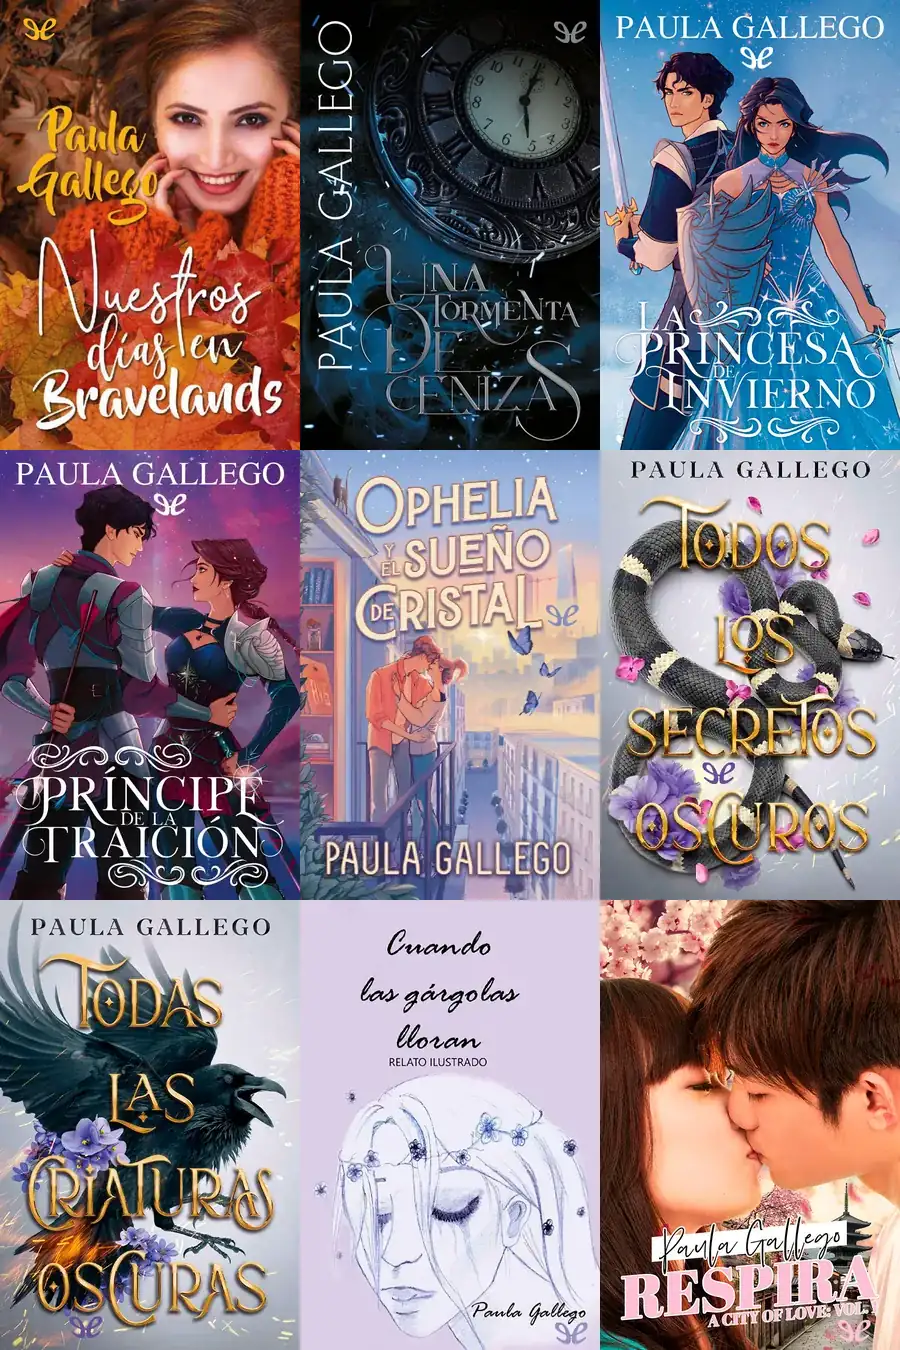 Paula
Gallego
Nuestros
días en
Bravelands
PAULA GALLEGO
UNA
TORMENTA
DE
CENIZAS
PAULA GALLEGO
LA
PRINCESA
DE
INVIERNO
PAULA GALLEGO
PRÍNCIPE
DE LA
TRAICIÓN
OPHELIA
Y EL SUEÑO
DE CRISTAL
PAULA GALLEGO
PAULA GALLEGO
TODOS
LOS
SECRETOS
OSCUROS
PAULA GALLEGO
TODAS
LAS
CRIATURAS
OSCURAS
Cuando
las gárgolas
lloran
RELATO ILUSTRADO
Paula Gallego
Paula Gallego
RESPIRA
A CITY OF LOVE: VOL. 1